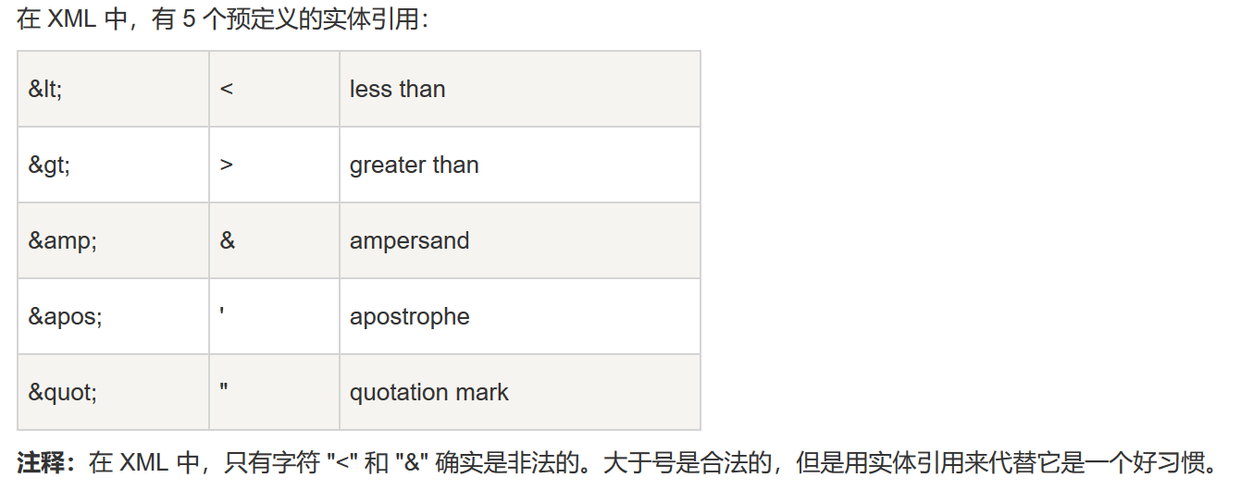 在 XML 中，有 5 个预定义的实体引用：
&lt; < less than
&gt; > greater than
&amp; & ampersand
&apos; ' apostrophe
&quot; " quotation mark
注释：在 XML 中，只有字符 "<" 和 "&" 确实是非法的。大于号是合法的，但是用实体引用来代替它是一个好习惯。